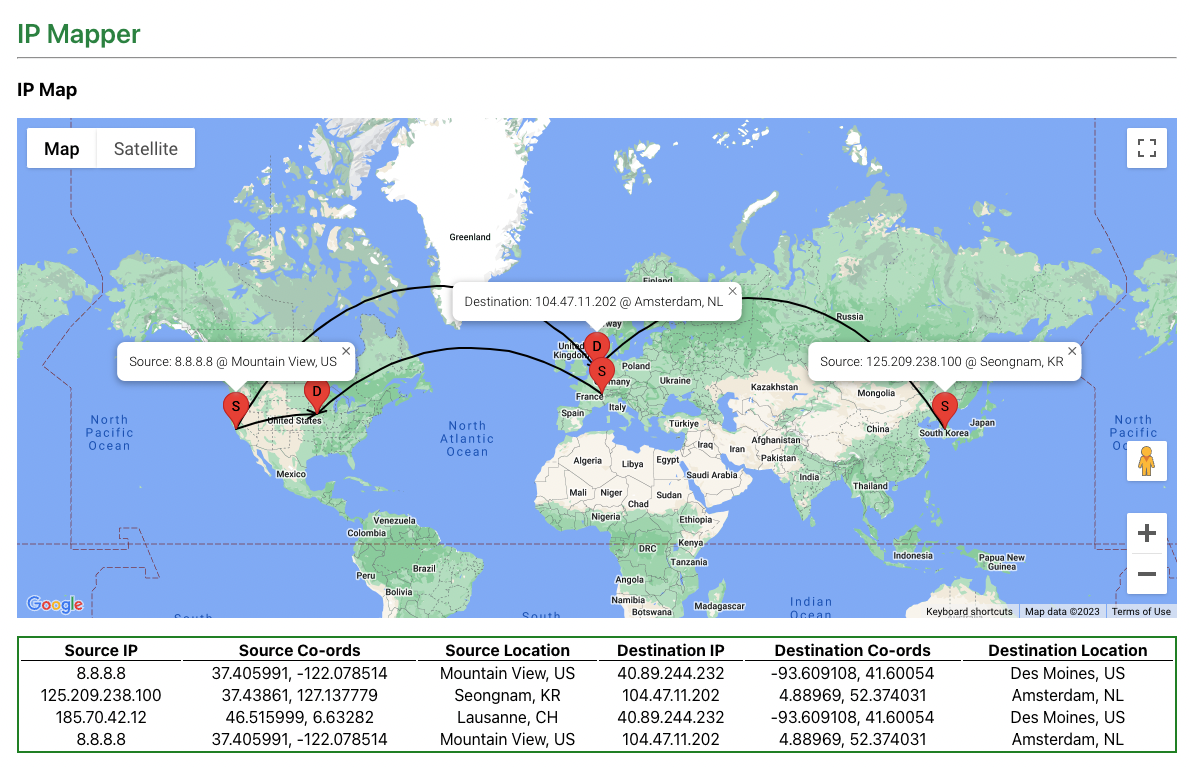 IP Mapper
IP Map
Map Satellite
Greenland
Finland
Destination: 104.47.11.202 @ Amsterdam, NL
Russia
way
D
United
Kingdom
Source: 8.8.8.8 @ Mountain View, US
Source: 125.209.238.100 @ Seongnam, KR
Poland
S
many
Ukraine
Kazakhstan
Mongolia
D
France
Italy
S
S
Spain
United States
Türkiye
Japan
South Korea
China
North
Pacific
Ocean
North
Atlantic
Ocean
North
Pacific
Oc
Iraq
Iran
Afghanistan
Pakistan
Algeria
Libya
Egypt
Saudi Arabia
India
Mexico
Mali
Niger
Chad
Sudan
Thailand
Nigeria
Ethiopia
Venezuela
Colombia
DRC
Kenya
Tanzania
Indonesia
Papua New
Guinea
Peru
Brazil
Bolivia
Angola
Namibia
Botswana
Madagascar
Indian
Ocean
South
South
Google
Keyboard shortcuts Map data ©2023 Terms of Use
Source IP Source Co-ords Source Location Destination IP Destination Co-ords Destination Location
8.8.8.8 37.405991, -122.078514 Mountain View, US 40.89.244.232 -93.609108, 41.60054 Des Moines, US
125.209.238.100 37.43861, 127.137779 Seongnam, KR 104.47.11.202 4.88969, 52.374031 Amsterdam, NL
185.70.42.12 46.515999, 6.63282 Lausanne, CH 40.89.244.232 -93.609108, 41.60054 Des Moines, US
8.8.8.8 37.405991, -122.078514 Mountain View, US 104.47.11.202 4.88969, 52.374031 Amsterdam, NL